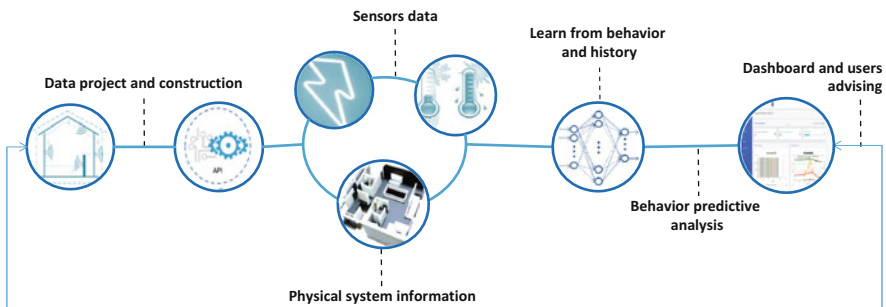 Sensors data
Learn from behavior
and history
Data project and construction
Dashboard and users
advising
API
Behavior predictive
analysis
Physical system information